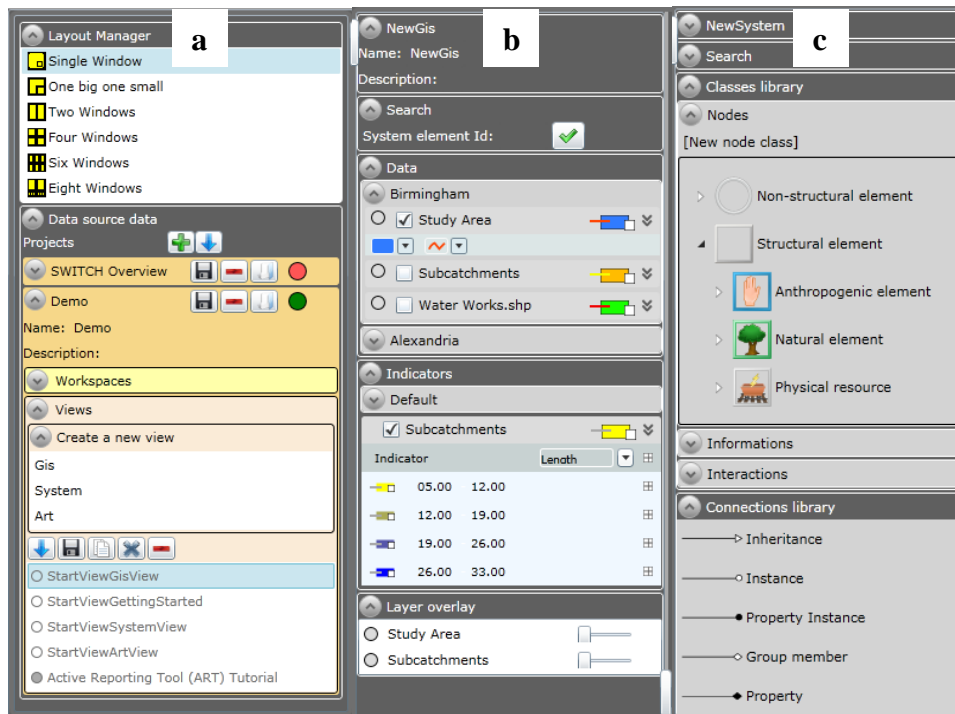 a
Layout Manager
Single Window
One big one small
Two Windows
Four Windows
Six Windows
Eight Windows
Data source data
Projects
SWITCH Overview
Demo
Name: Demo
Description:
Workspaces
Views
Create a new view
Gis
System
Art
StartViewGisView
StartViewGettingStarted
StartViewSystemView
StartViewArtView
Active Reporting Tool (ART) Tutorial
b
NewGis
Name: NewGis
Description:
Search
System element Id:
Data
Birmingham
Study Area
Subcatchments
Water Works.shp
Alexandria
Indicators
Default
Subcatchments
Indicator Length
05.00 12.00
12.00 19.00
19.00 26.00
26.00 33.00
Layer overlay
Study Area
Subcatchments
c
NewSystem
Search
Classes library
Nodes
[New node class]
Non-structural element
Structural element
Anthropogenic element
Natural element
Physical resource
Informations
Interactions
Connections library
Inheritance
Instance
Property Instance
Group member
Property